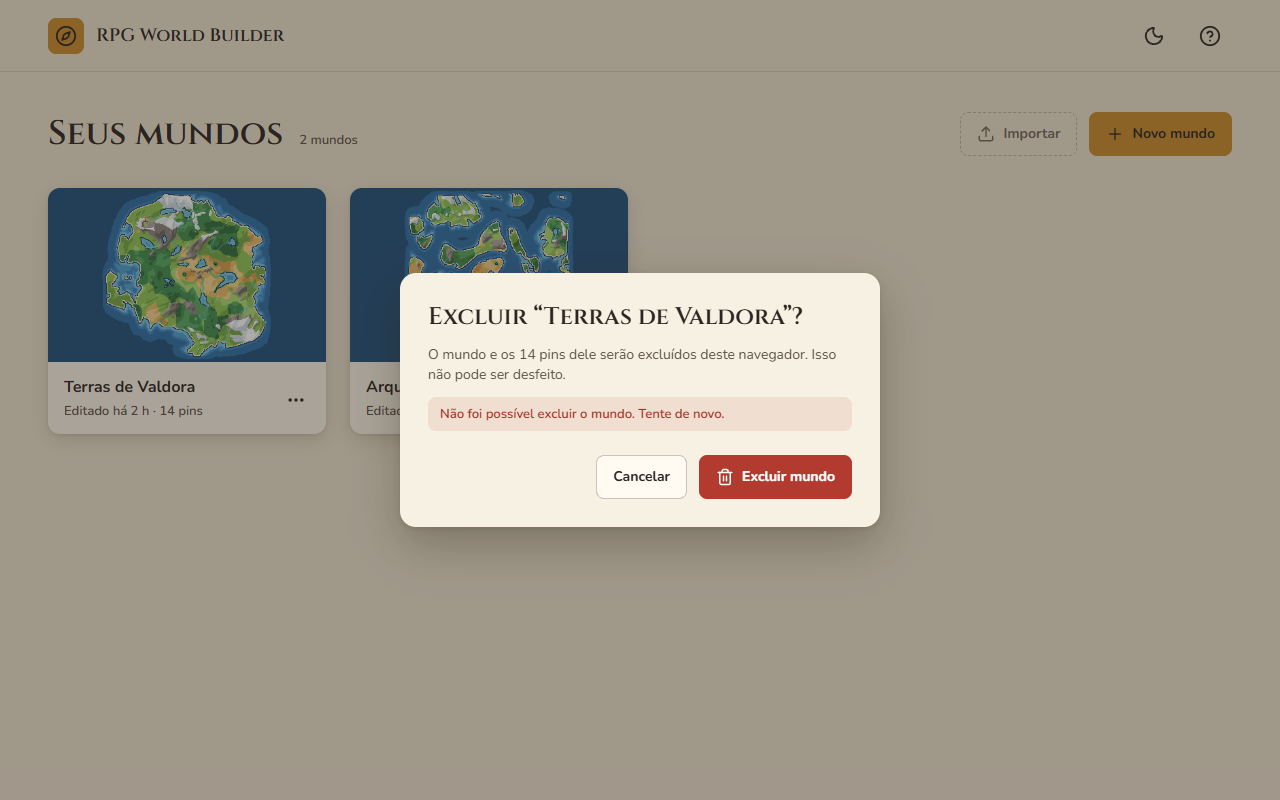 RPG World Builder
Seus mundos
2 mundos
Importar
Novo mundo
Terras de Valdora
Editado há 2 h · 14 pins
Excluir “Terras de Valdora”?
O mundo e os 14 pins dele serão excluídos deste navegador. Isso
não pode ser desfeito.
Não foi possível excluir o mundo. Tente de novo.
Cancelar
Excluir mundo